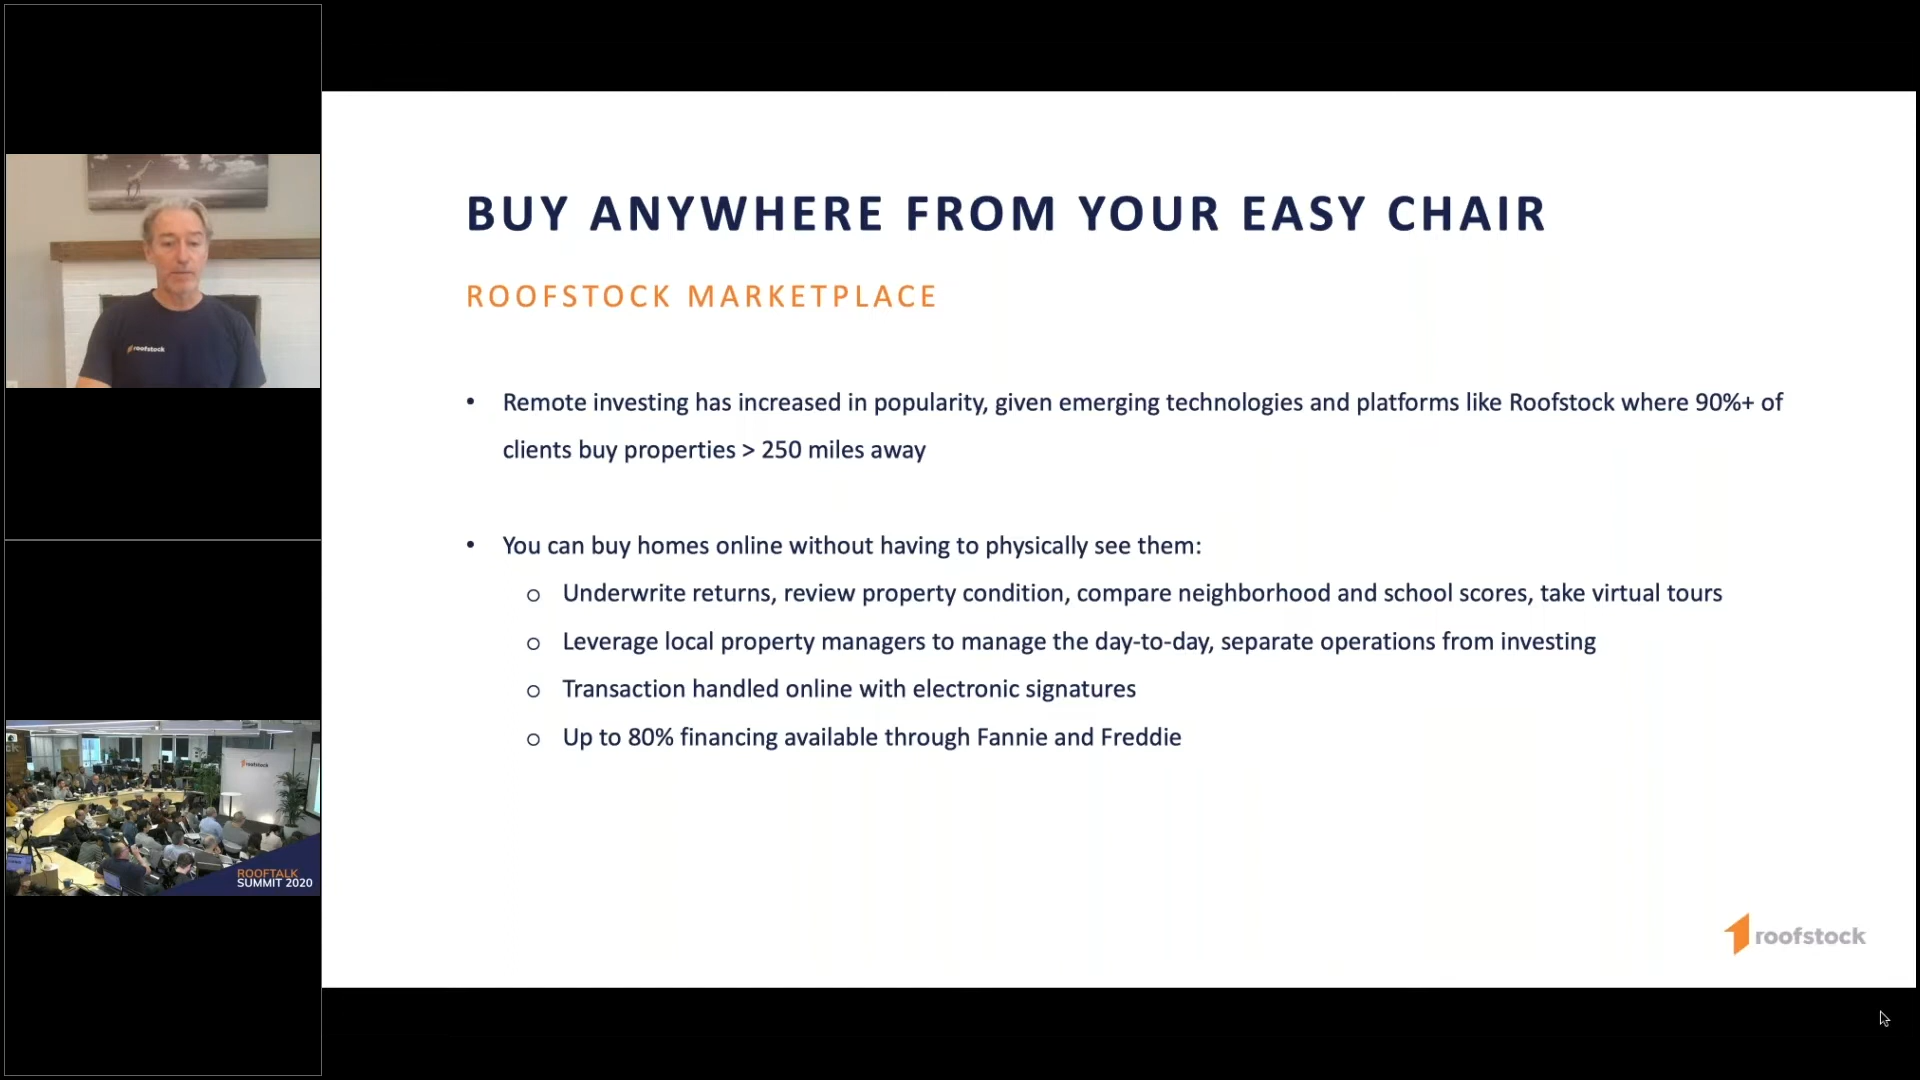 BUY ANYWHERE FROM YOUR EASY CHAIR
ROOFSTOCK MARKETPLACE
• Remote investing has increased in popularity, given emerging technologies and platforms like Roofstock where 90%+ of
clients buy properties > 250 miles away
• You can buy homes online without having to physically see them:
o Underwrite returns, review property condition, compare neighborhood and school scores, take virtual tours
o Leverage local property managers to manage the day-to-day, separate operations from investing
o Transaction handled online with electronic signatures
o Up to 80% financing available through Fannie and Freddie
roofstock
roofstock
roofstock
ROOFTALK
SUMMIT 2020